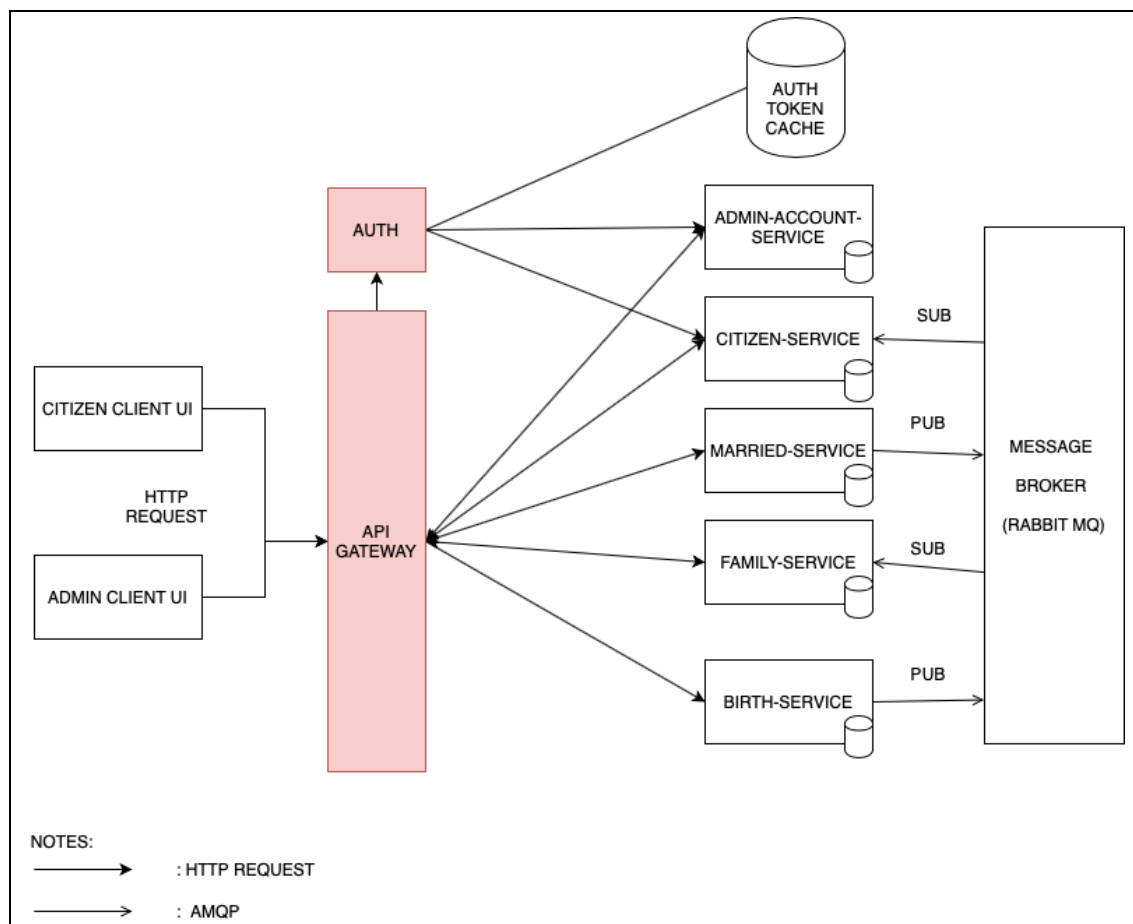 AUTH
TOKEN
CACHE
AUTH
ADMIN-ACCOUNT-
SERVICE
CITIZEN-SERVICE
SUB
CITIZEN CLIENT UI
HTTP
REQUEST
ADMIN CLIENT UI
API
GATEWAY
MARRIED-SERVICE
PUB
FAMILY-SERVICE
SUB
BIRTH-SERVICE
PUB
MESSAGE
BROKER
(RABBIT MQ)
NOTES:
: HTTP REQUEST
: AMQP